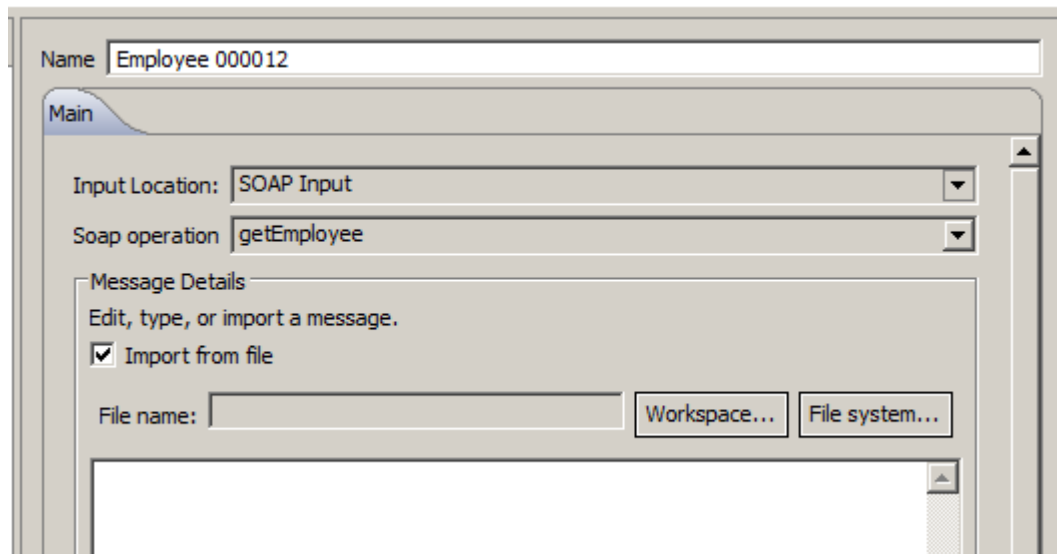 Name Employee 000012
Main
Input Location: SOAP Input
Soap operation getEmployee
Message Details
Edit, type, or import a message.
Import from file
File name: Workspace... File system...